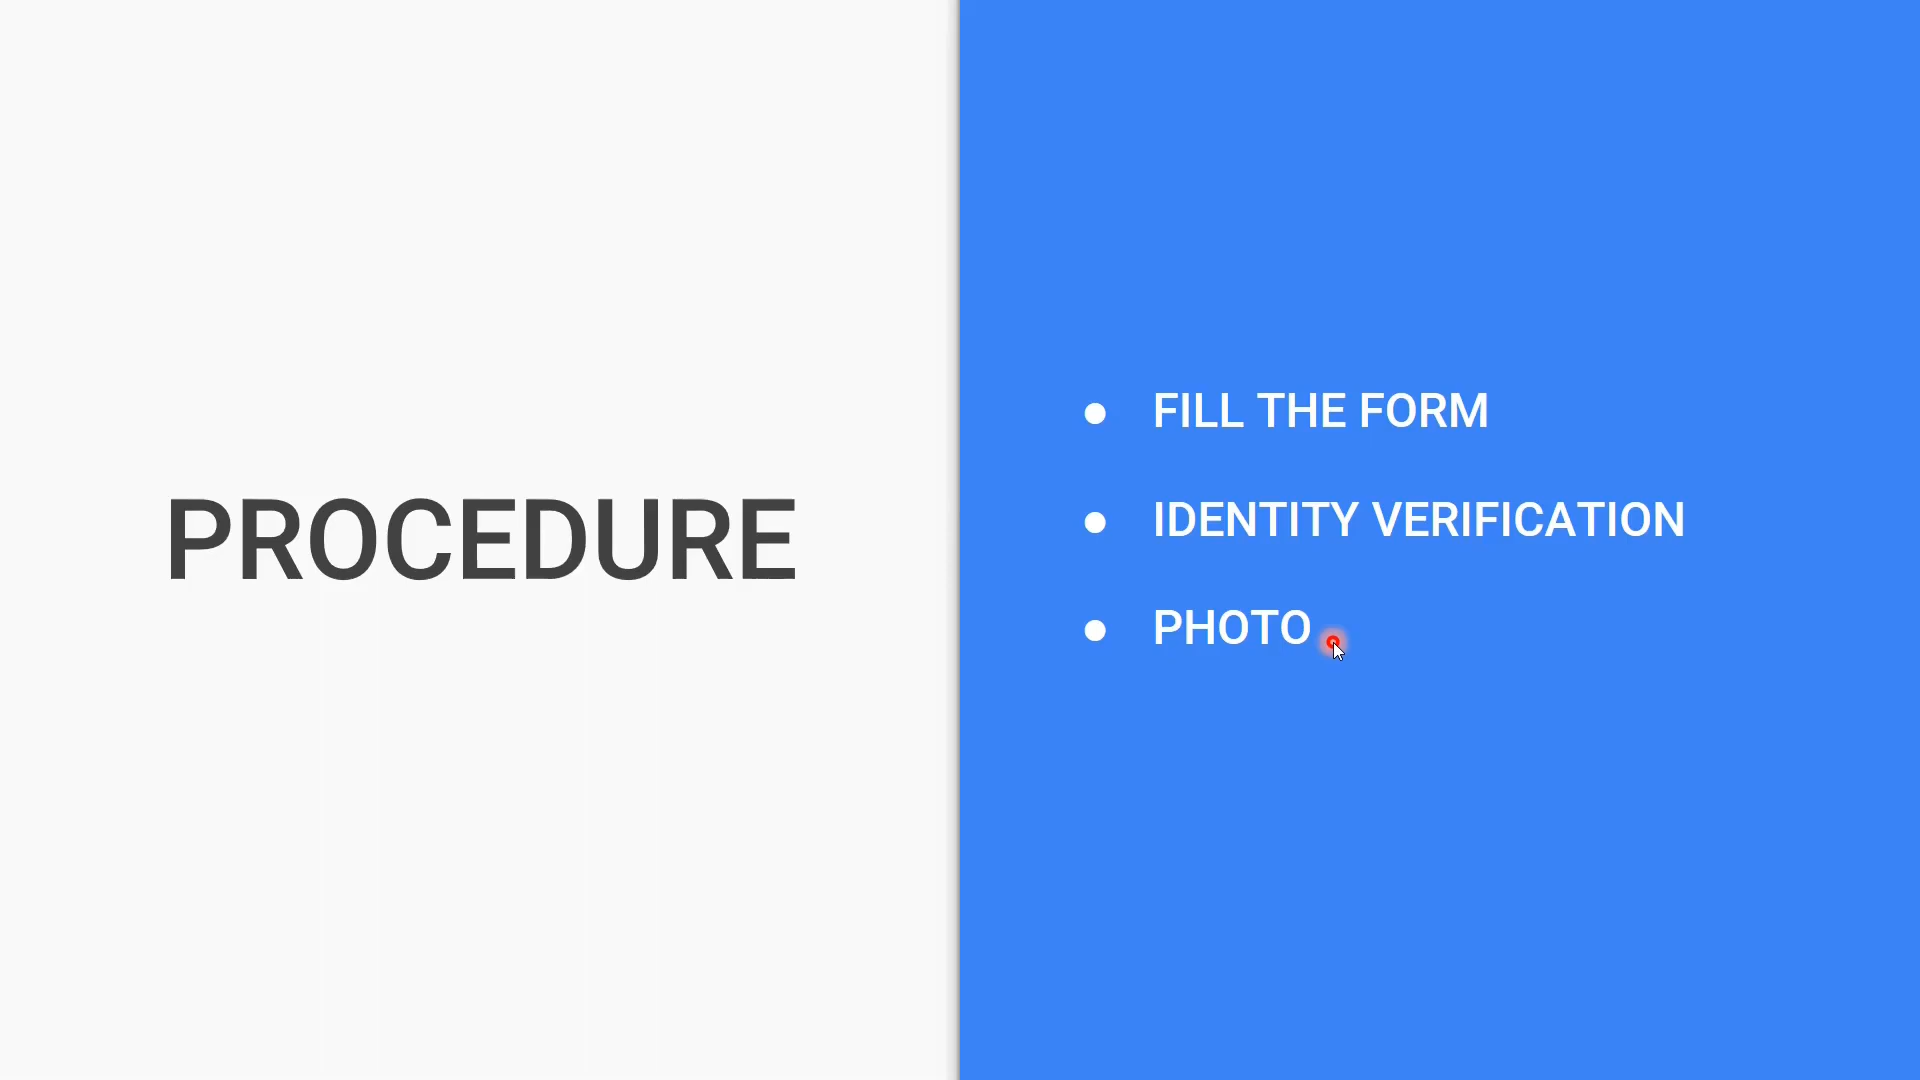 PROCEDURE
● FILL THE FORM
● IDENTITY VERIFICATION
● PHOTO